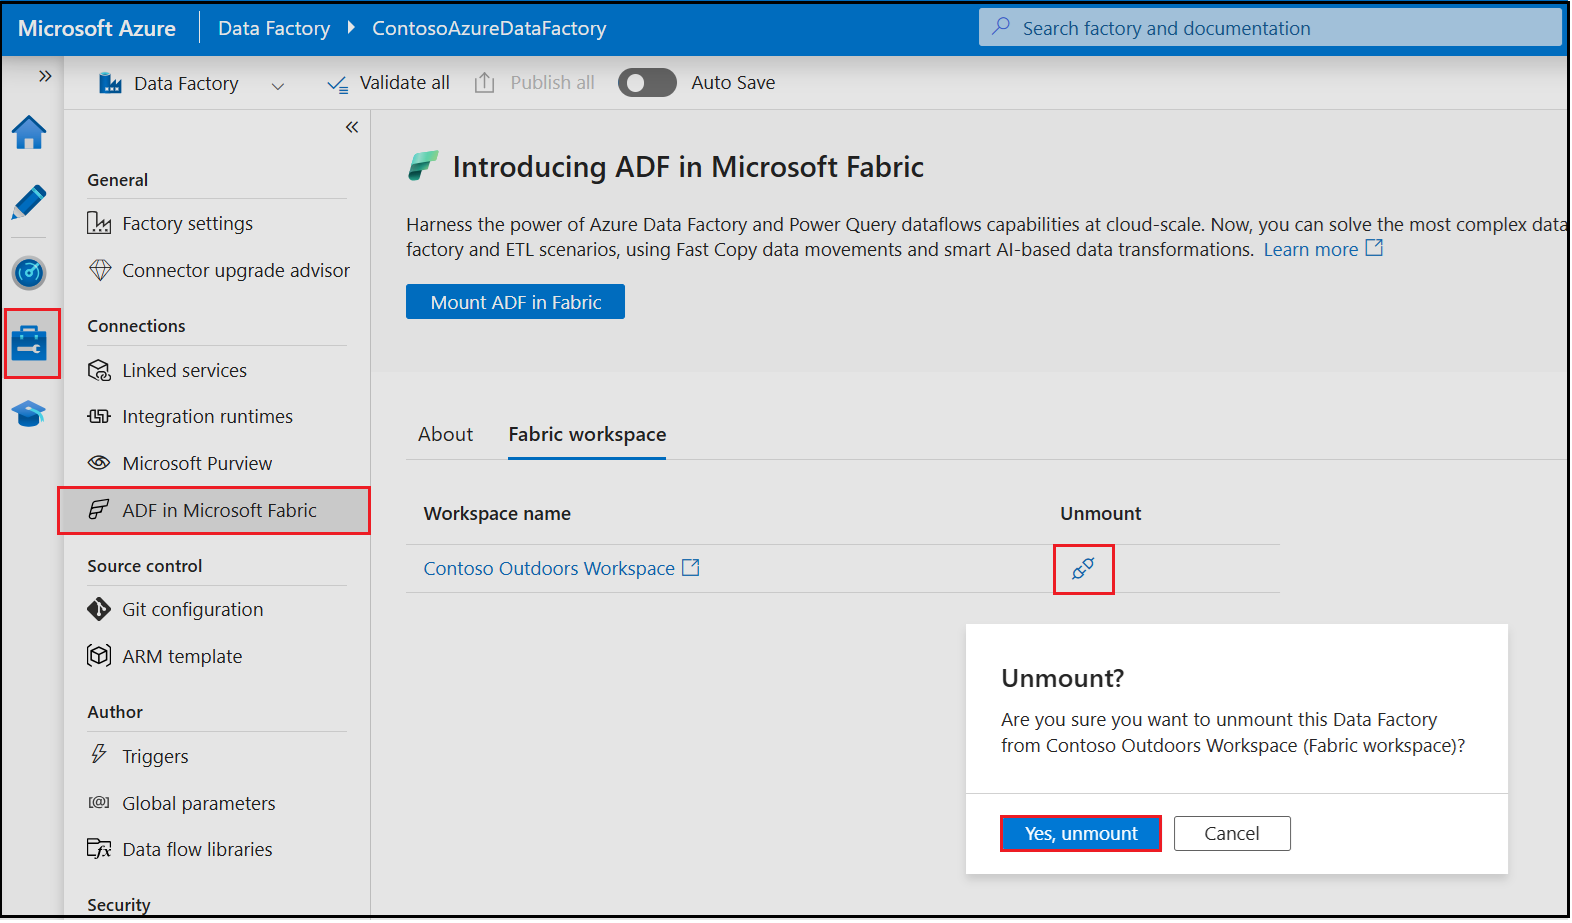 Microsoft Azure
Data Factory
ContosoAzureDataFactory
Search factory and documentation
Data Factory
Validate all
Publish all
Auto Save
General
Factory settings
Connector upgrade advisor
Connections
Linked services
Integration runtimes
Microsoft Purview
ADF in Microsoft Fabric
Source control
Git configuration
ARM template
Author
Triggers
Global parameters
Data flow libraries
Security
Introducing ADF in Microsoft Fabric
Harness the power of Azure Data Factory and Power Query dataflows capabilities at cloud-scale. Now, you can solve the most complex data
factory and ETL scenarios, using Fast Copy data movements and smart AI-based data transformations. Learn more
Mount ADF in Fabric
About
Fabric workspace
Workspace name
Unmount
Contoso Outdoors Workspace
Unmount?
Are you sure you want to unmount this Data Factory
from Contoso Outdoors Workspace (Fabric workspace)?
Yes, unmount
Cancel